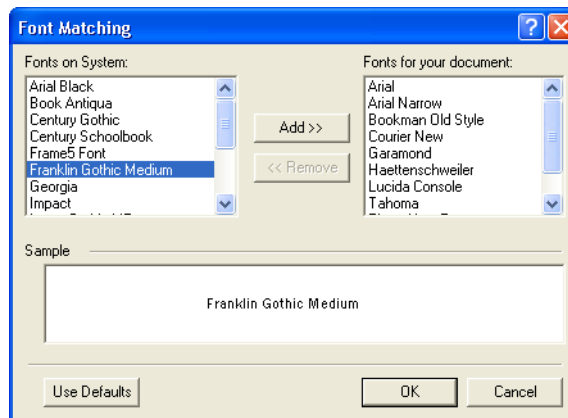 Font Matching
Fonts on System:
Arial Black
Book Antiqua
Century Gothic
Century Schoolbook
Frame5 Font
Franklin Gothic Medium
Georgia
Impact
Add >>
<< Remove
Fonts for your document:
Arial
Arial Narrow
Bookman Old Style
Courier New
Garamond
Haettenschweiler
Lucida Console
Tahoma
Sample
Franklin Gothic Medium
Use Defaults
OK
Cancel